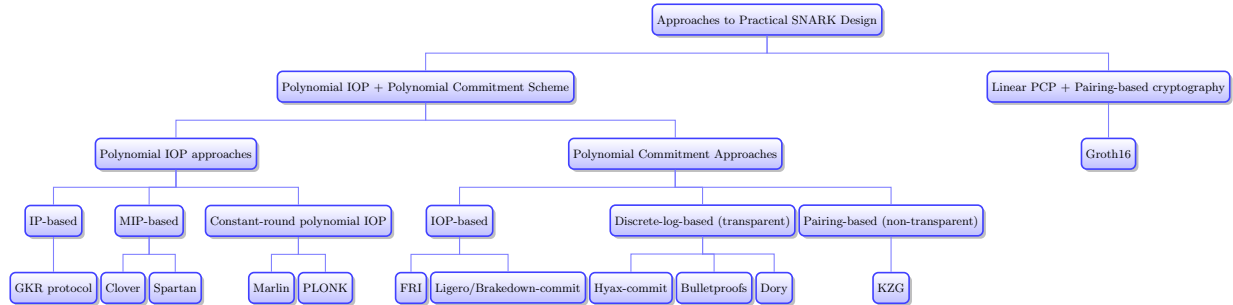 Approaches to Practical SNARK Design
Polynomial IOP + Polynomial Commitment Scheme
Linear PCP + Pairing-based cryptography
Polynomial IOP approaches
Polynomial Commitment Approaches
Groth16
IP-based
MIP-based
Constant-round polynomial IOP
IOP-based
Discrete-log-based (transparent)
Pairing-based (non-transparent)
GKR protocol
Clover
Spartan
Marlin
PLONK
FRI
Ligero/Brakedown-commit
Hyax-commit
Bulletproofs
Dory
KZG